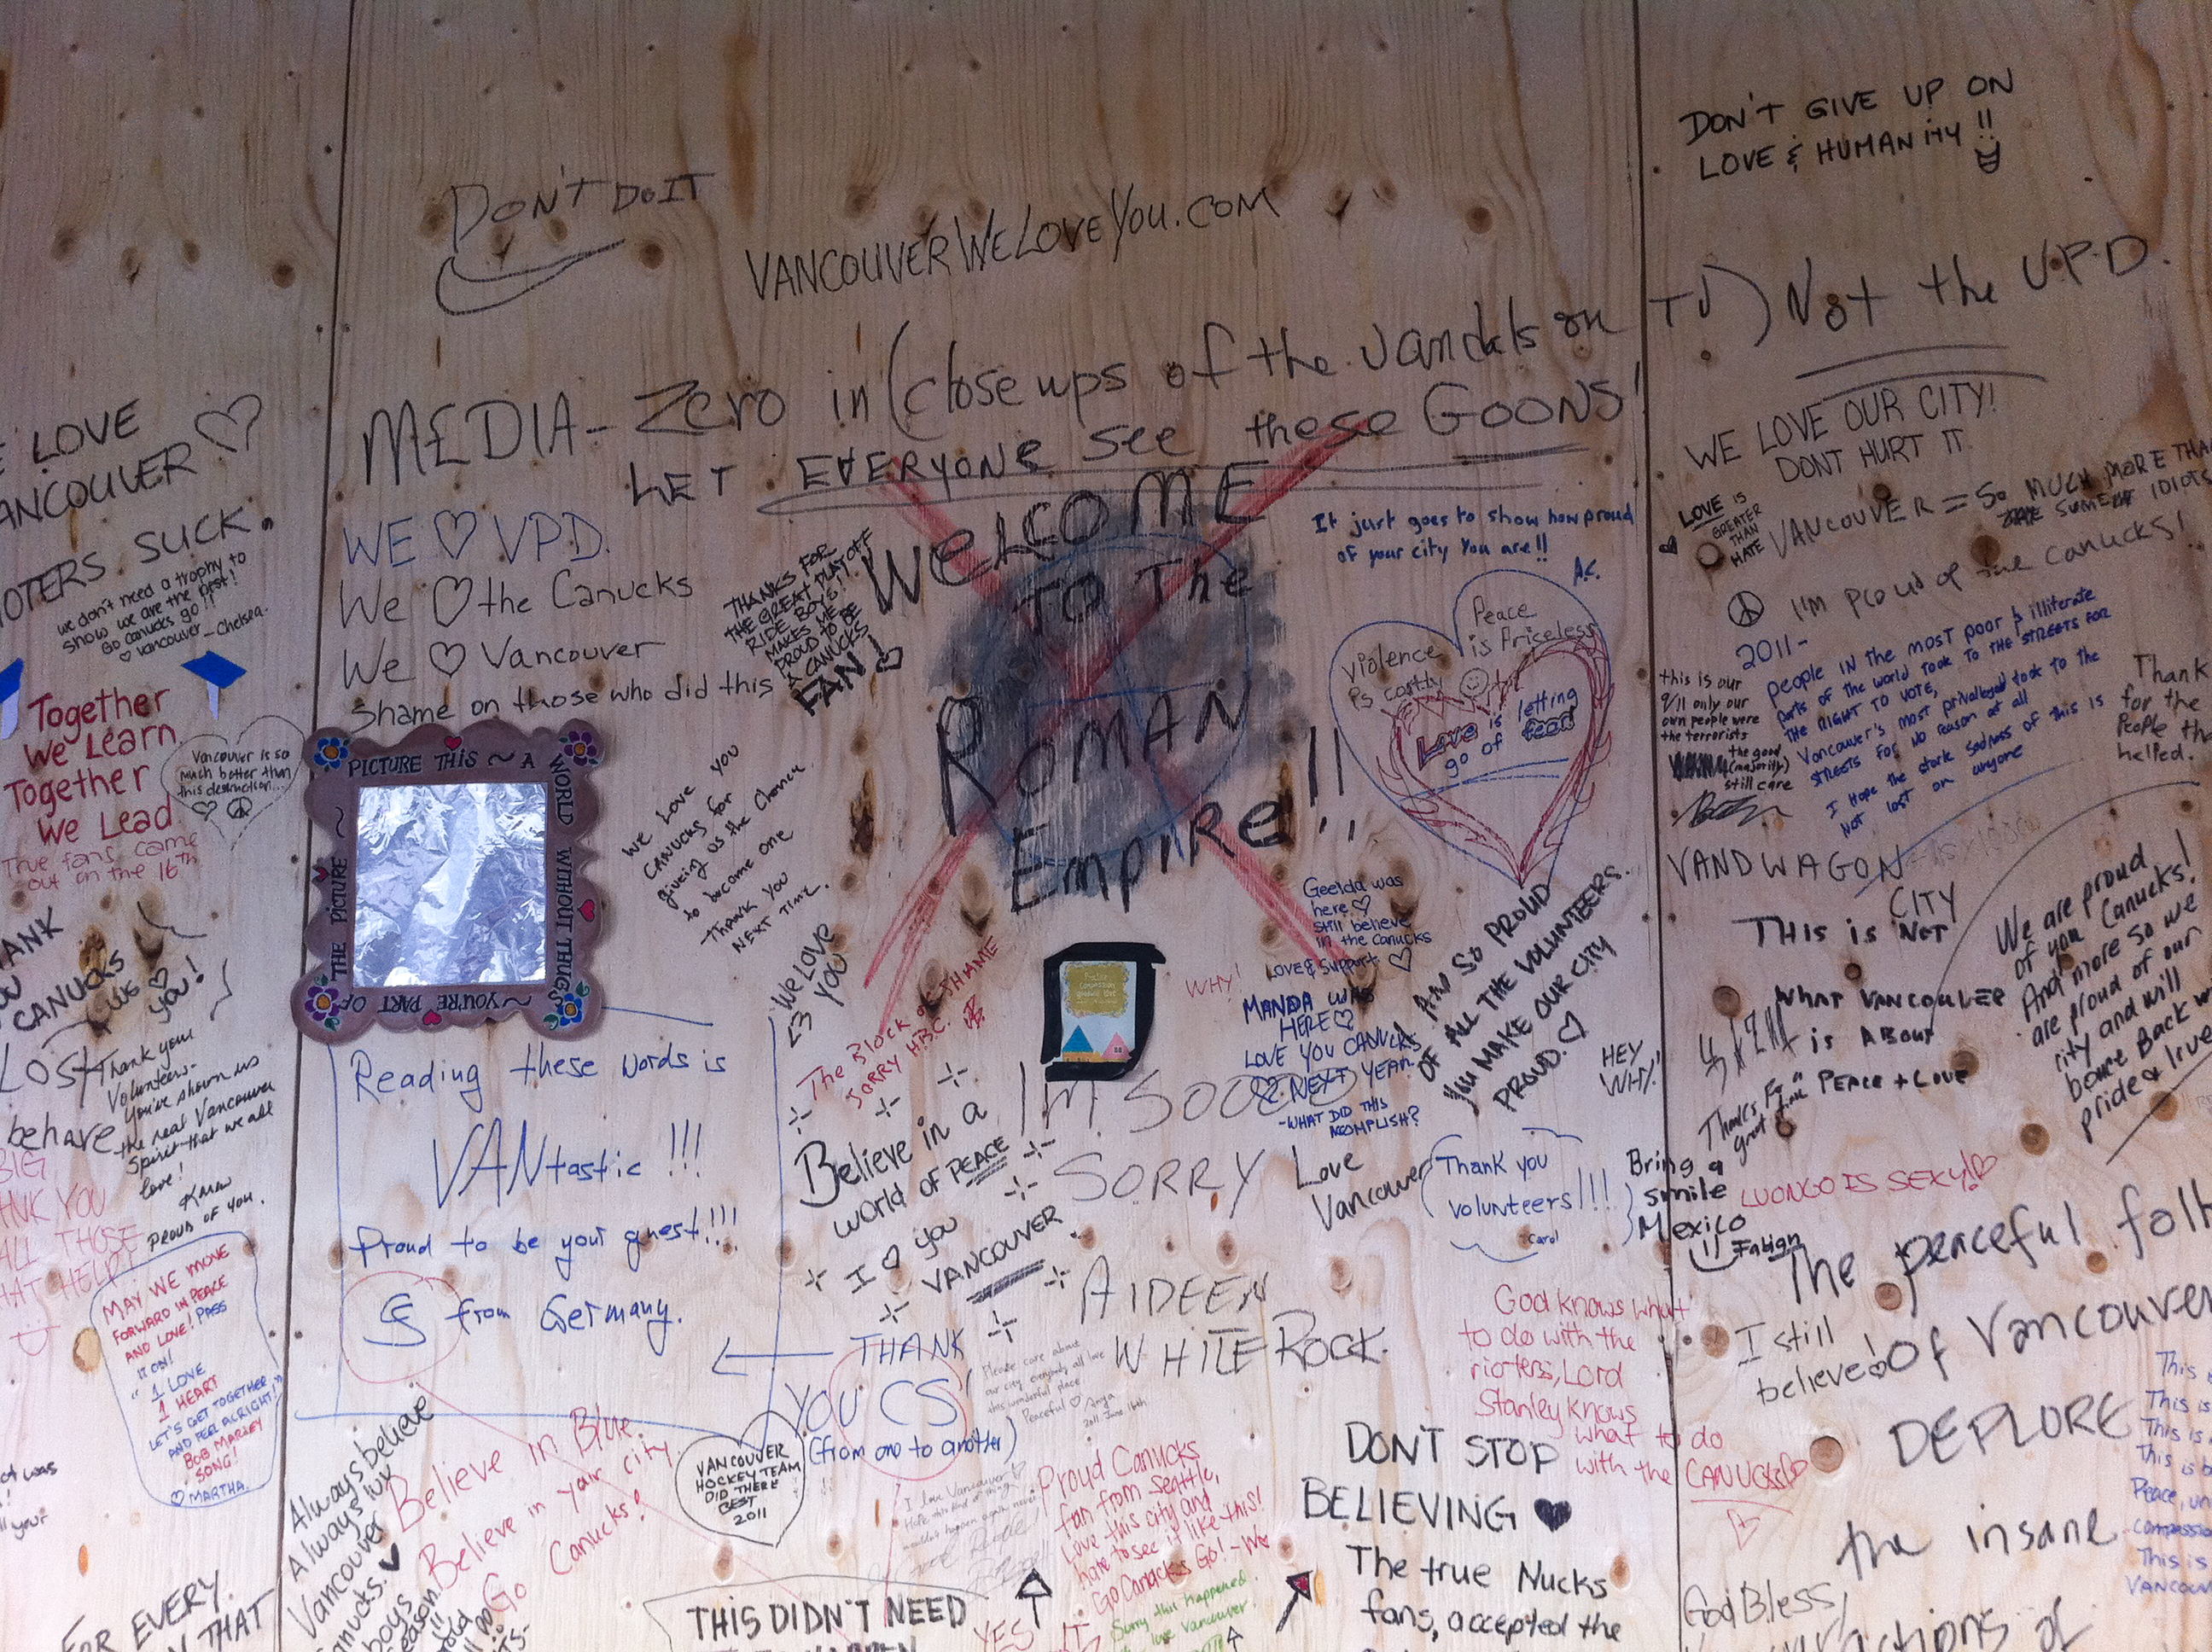 DON'T GIVE UP ON
LOVE & HUMANITY!!
DON'T DO IT
VANCOUVERWELOVEYOU.COM
MEDIA - Zero in (close ups of the vandals on TV) Not the V.P.D.
LET EVERYONE see these GOONS!
LOVE
VANCOUVER
SUCK.
we don't need a trophy to
show we are the best!
Go canucks go!!
vancouver - Chelsea.
Together
We Learn
Together
We Lead
True fans came
out on the 16th
Vancouver is so
much better than
this destruction...
CANUCKS
WE ♡
YOU!
LOST
behave
Thank you
Volunteers-
you've shown us
the real Vancouver
Spirit-that we all
know
love!
PROUD OF YOU.
BIG
THANK YOU
ALL THOSE
THAT HELP!
MAY WE MOVE
FORWARD IN PEACE
AND LOVE! PASS
IT ON!
"1 LOVE
1 HEART
LET'S GET TOGETHER
AND FEEL ALRIGHT!"
BOB MARLEY
SONG!
♡ MARTHA.
FOR EVERY
THAT
WE ♡ VPD.
We ♡ the Canucks
We ♡ Vancouver
Shame on those who did this
PICTURE THIS ~ A
WORLD WITHOUT THUGS
~ YOU'RE PART OF
THE PICTURE ~
THANKS FOR
THE GREAT PLAYOFF
RIDE BOYS!!
MAKES ME
PROUD TO BE
A CANUCKS
FAN!
WELCOME
TO The
ROMAN
Empire!!
We Love you
CANUCKS for
giving us the chance
to become one
THANK YOU
NEXT TIME.
We LOVE
YOU
<3
The Block of SHAME
SORRY H.B.C.
Reading these words is
VANtastic!!!
Proud to be your guest!!!
from Germany.
THANK
YOU CS!
(from one to another)
Believe in a
world of PEACE
I ♡ you
VANCOUVER.
I'M SOOOOO
SORRY
AIDEEN
WHITE ROCK.
Please care about
our city everybody, all love
this wonderful place
Peaceful ♡ Anya
2011 June 16th
Always believe
Always luv
Vancouver
Canucks.
Believe in Blue.
Believe in your city
Go Canucks!
VANCOUVER
HOCKEY TEAM
DID THERE
BEST
2011
I love Vancouver
Proud Canucks
fan from Seattle,
Love this city and
hate to see it like this!
Go Canucks Go! - We
Sorry this happened.
THIS DIDN'T NEED
YES
It just goes to show how proud
of your city you are!!
A.C.
Violence
is costly
Peace
is Priceless
Love is letting
go of fear
Geelda was
here ♡
still believe
in the Canucks
LOVE & Support ♡
WHY!
MANDA WAS
HERE ♡
LOVE YOU CANUCKS
NEXT YEAR
-WHAT DID THIS
ACCOMPLISH?
AND SO PROUD
OF ALL THE VOLUNTEERS.
YOU MAKE OUR CITY
PROUD. ♡
HEY
WHY!
Love
Vancouver
Thank you
volunteers!!!
Carol
Bring a
smile
Mexico
Fabian
God knows what
to do with the
rioters, Lord
Stanley knows
what to do
with the CANUCKS!
DON'T STOP
BELIEVING ♥
The true Nucks
fans, accepted the
WE LOVE OUR CITY!
DONT HURT IT.
LOVE IS
GREATER
THAN
HATE
VANCOUVER = SO MUCH MORE THAN
SOME IDIOTS
I'M Proud of the Canucks!
2011-
people IN the most poor & illiterate
parts of the world took to the STREETS FOR
THE RIGHT TO VOTE,
Vancouver's most privalleged took to the
STREETS FOR NO REASON at all
I Hope the stark Sadness of this is
Not lost on anyone
this is our
9/11 only our
own people were
the terrorists
the good
(majority)
still care
Thank
for the
People that
helled.
VANDWAGON
CITY
THIS is NOT
WHAT VANCOUVER
is ABOUT
PEACE + LOVE
Thanks For
great time
We are proud
of you Canucks!
And more so we
are proud of our
city and will
bounce Back w
pride & love
LUONGO IS SEXY!♡
The peaceful folk
Of Vancouver
DEPLORE
the insane
actions of
I still
believe!
God Bless
This is
This is
This is
Peace,
compassion
This is
VANCOUVER